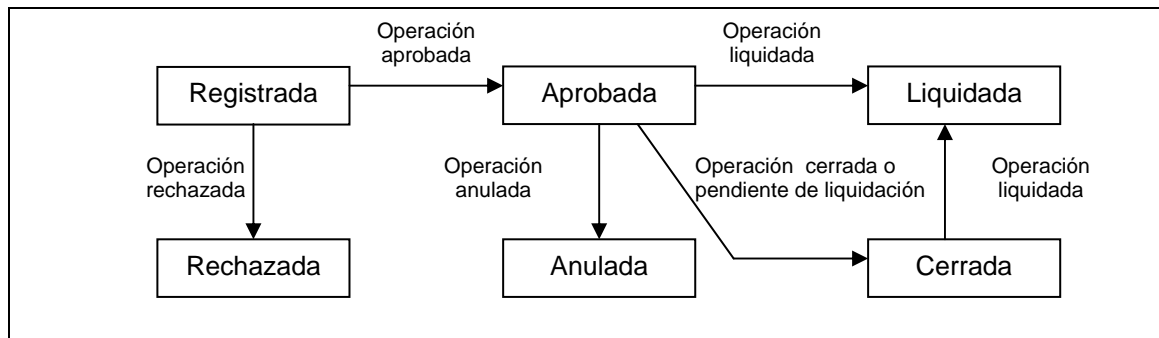 Operación
aprobada
Operación
liquidada
Registrada
Aprobada
Liquidada
Operación
rechazada
Operación
anulada
Operación cerrada o
pendiente de liquidación
Operación
liquidada
Rechazada
Anulada
Cerrada